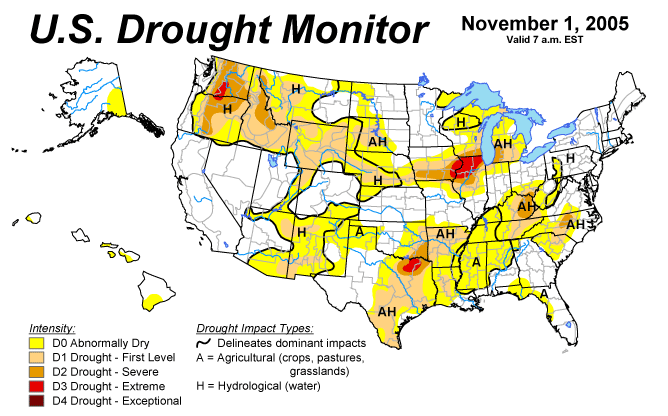 U.S. Drought Monitor
November 1, 2005
Valid 7 a.m. EST
H
H
AH
H
AH
H
H
AH
AH
H
A
AH
A
A
AH
Intensity:
D0 Abnormally Dry
D1 Drought - First Level
D2 Drought - Severe
D3 Drought - Extreme
D4 Drought - Exceptional
Drought Impact Types:
Delineates dominant impacts
A = Agricultural (crops, pastures,
grasslands)
H = Hydrological (water)